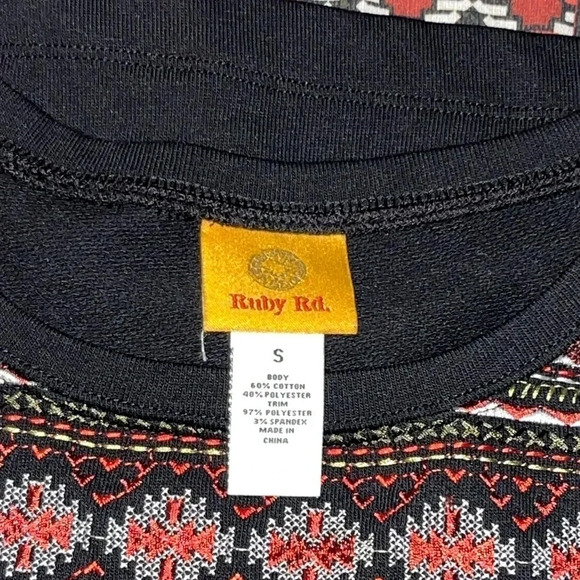 Ruby Rd.
S
BODY
60% COTTON
40% POLYESTER
TRIM
97% POLYESTER
3% SPANDEX
MADE IN
CHINA